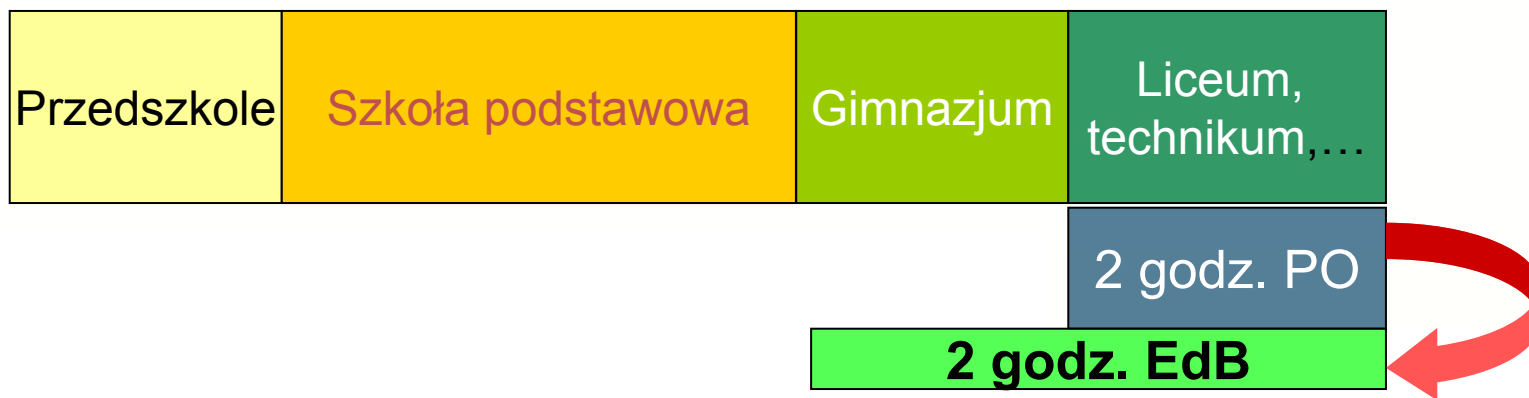 Przedszkole
Szkoła podstawowa
Gimnazjum
Liceum,
technikum,…
2 godz. PO
2 godz. EdB